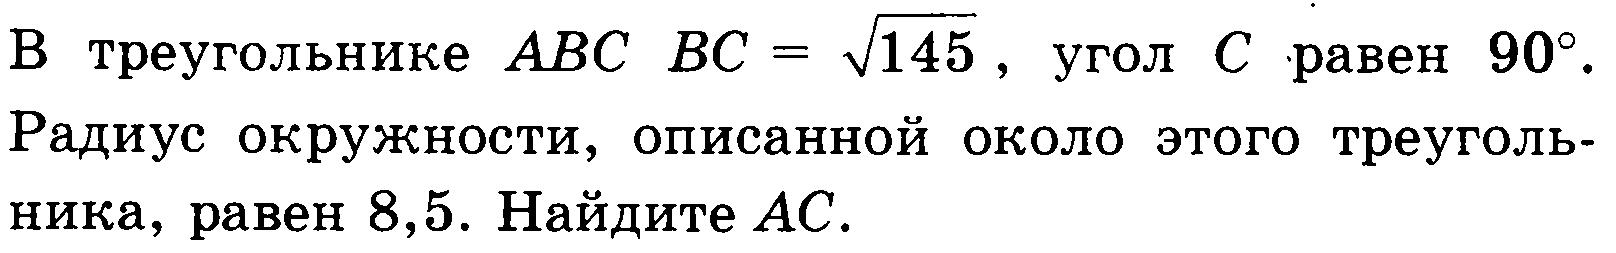 В треугольнике ABC BC = √145 , угол C равен 90°.
Радиус окружности, описанной около этого треуголь-
ника, равен 8,5. Найдите AC.